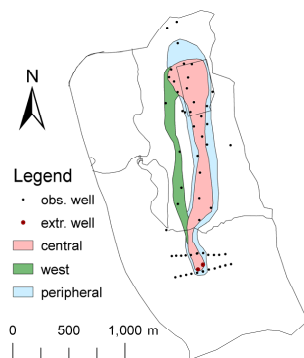 N
Legend
obs. well
extr. well
central
west
peripheral
0 500 1,000 m